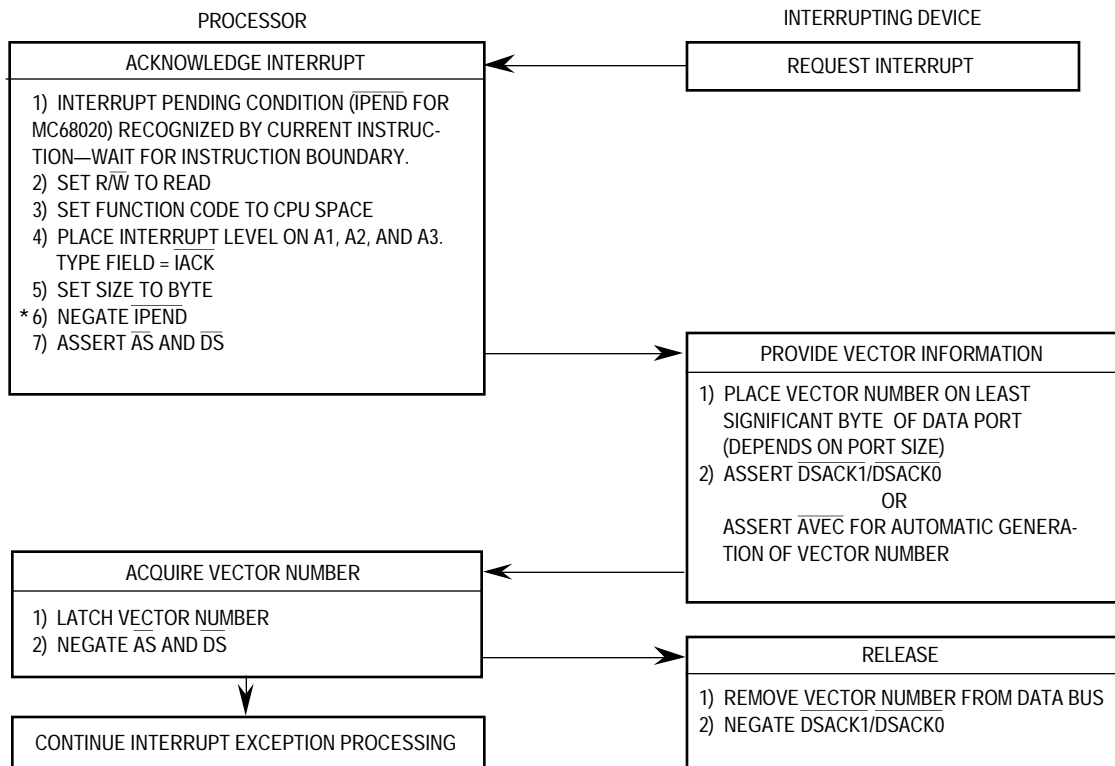 PROCESSOR
INTERRUPTING DEVICE
ACKNOWLEDGE INTERRUPT
REQUEST INTERRUPT
1) INTERRUPT PENDING CONDITION (IPEND FOR
MC68020) RECOGNIZED BY CURRENT INSTRUC-
TION—WAIT FOR INSTRUCTION BOUNDARY.
2) SET R/W TO READ
3) SET FUNCTION CODE TO CPU SPACE
4) PLACE INTERRUPT LEVEL ON A1, A2, AND A3.
TYPE FIELD = IACK
5) SET SIZE TO BYTE
* 6) NEGATE IPEND
7) ASSERT AS AND DS
PROVIDE VECTOR INFORMATION
1) PLACE VECTOR NUMBER ON LEAST
SIGNIFICANT BYTE OF DATA PORT
(DEPENDS ON PORT SIZE)
2) ASSERT DSACK1/DSACK0
OR
ASSERT AVEC FOR AUTOMATIC GENERA-
TION OF VECTOR NUMBER
ACQUIRE VECTOR NUMBER
1) LATCH VECTOR NUMBER
2) NEGATE AS AND DS
RELEASE
1) REMOVE VECTOR NUMBER FROM DATA BUS
2) NEGATE DSACK1/DSACK0
CONTINUE INTERRUPT EXCEPTION PROCESSING